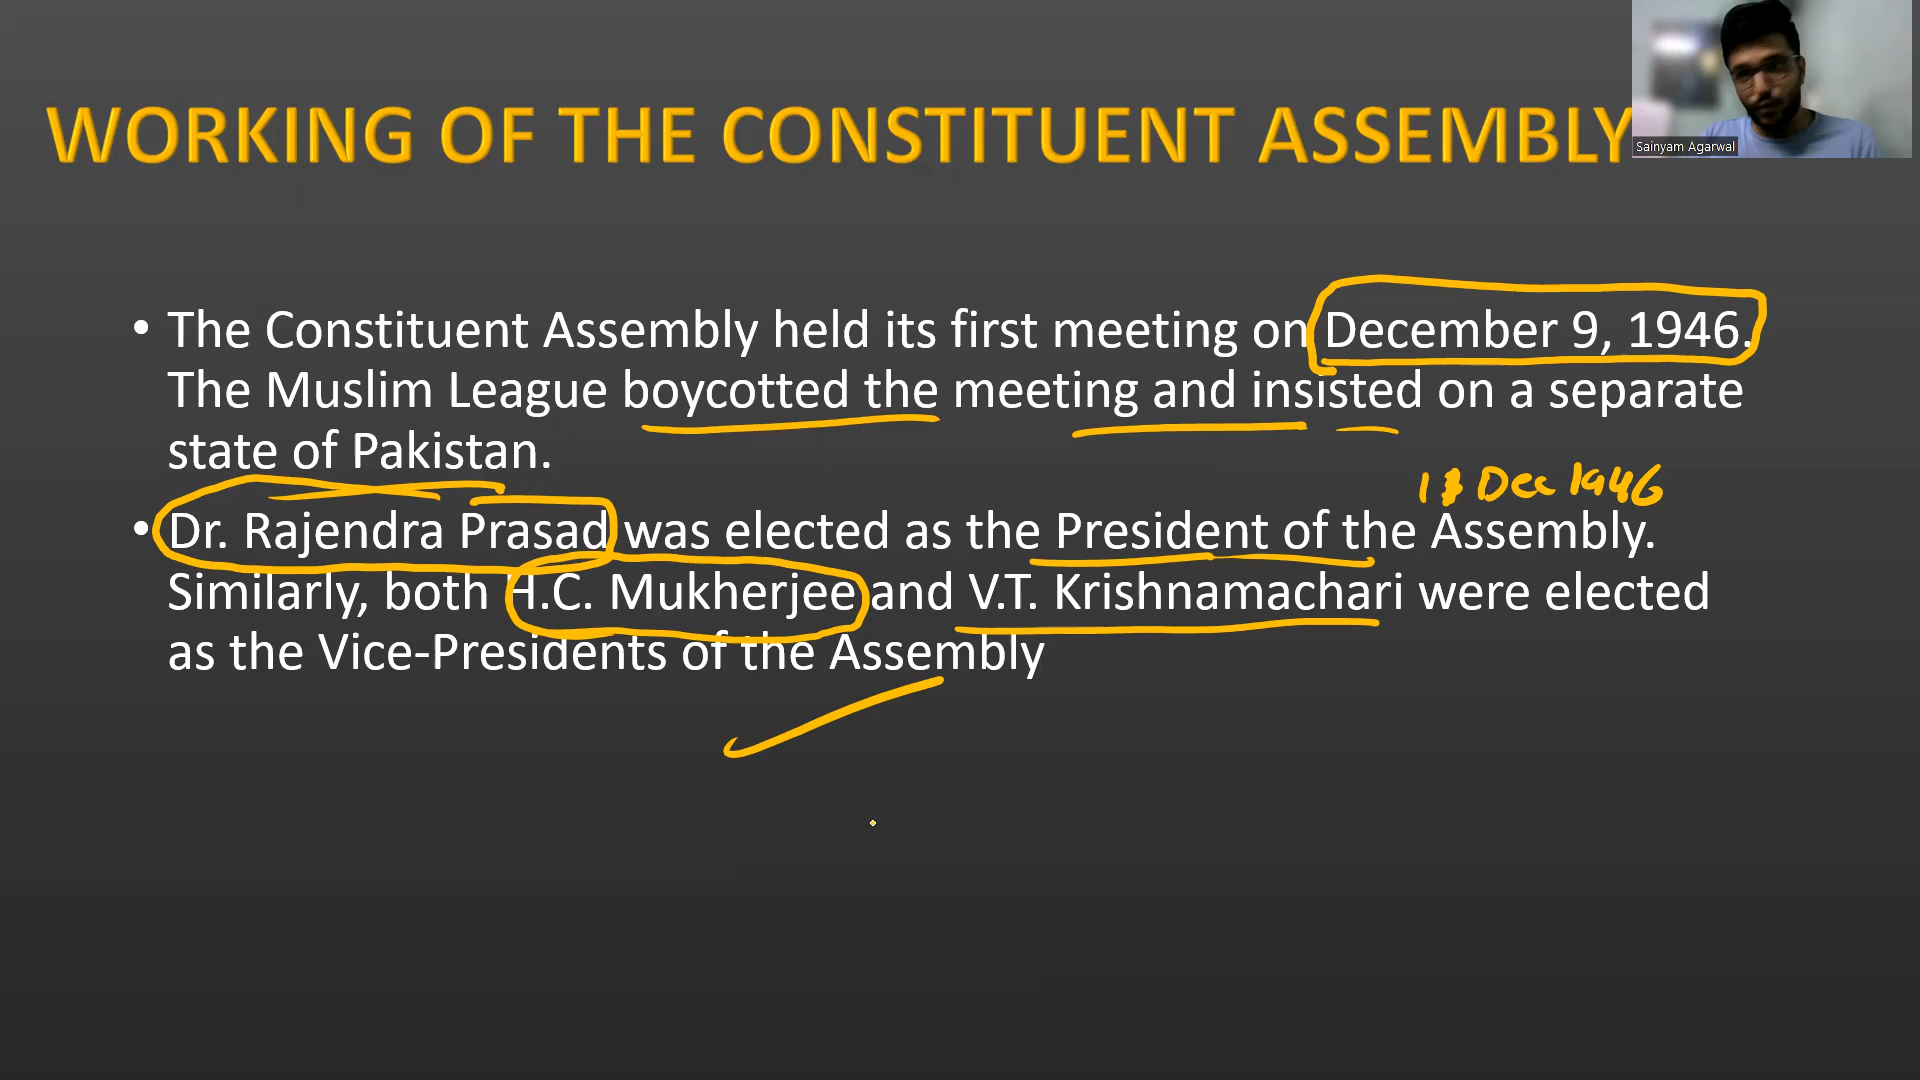 WORKING OF THE CONSTITUENT ASSEMBLY
Sainyam Agarwal
• The Constituent Assembly held its first meeting on December 9, 1946.
The Muslim League boycotted the meeting and insisted on a separate
state of Pakistan.
Dec 1946
• Dr. Rajendra Prasad was elected as the President of the Assembly.
Similarly, both H.C. Mukherjee and V.T. Krishnamachari were elected
as the Vice-Presidents of the Assembly